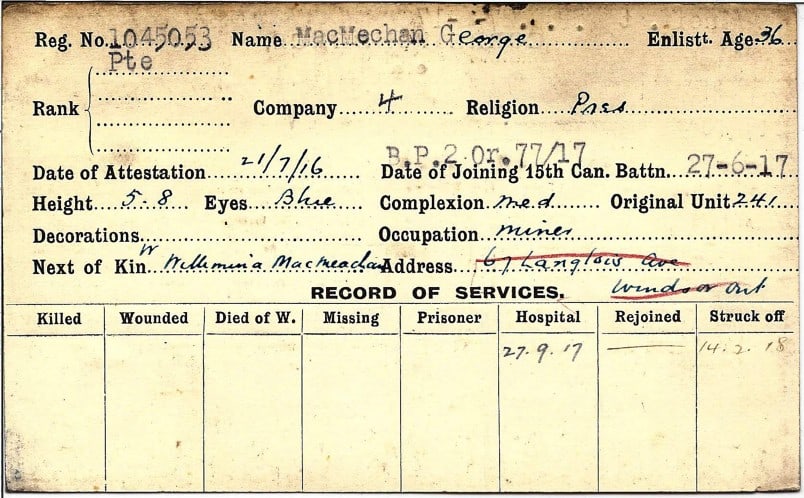 Reg. No. 1045053 Name MacMechan George Enlistt. Age 36
Pte
Rank Company 4 Religion Pres
B.P.2.Or.77/17
Date of Attestation 21/7/16 Date of Joining 15th Can. Battn. 27-6-17
Height 5-8 Eyes Blue Complexion med Original Unit 241
Decorations Occupation miner
Next of Kin W Willimina MacMeachan Address 67 Langlois Ave
Windsor Ont
RECORD OF SERVICES.
Killed Wounded Died of W. Missing Prisoner Hospital Rejoined Struck off
27.9.17 14.2.18